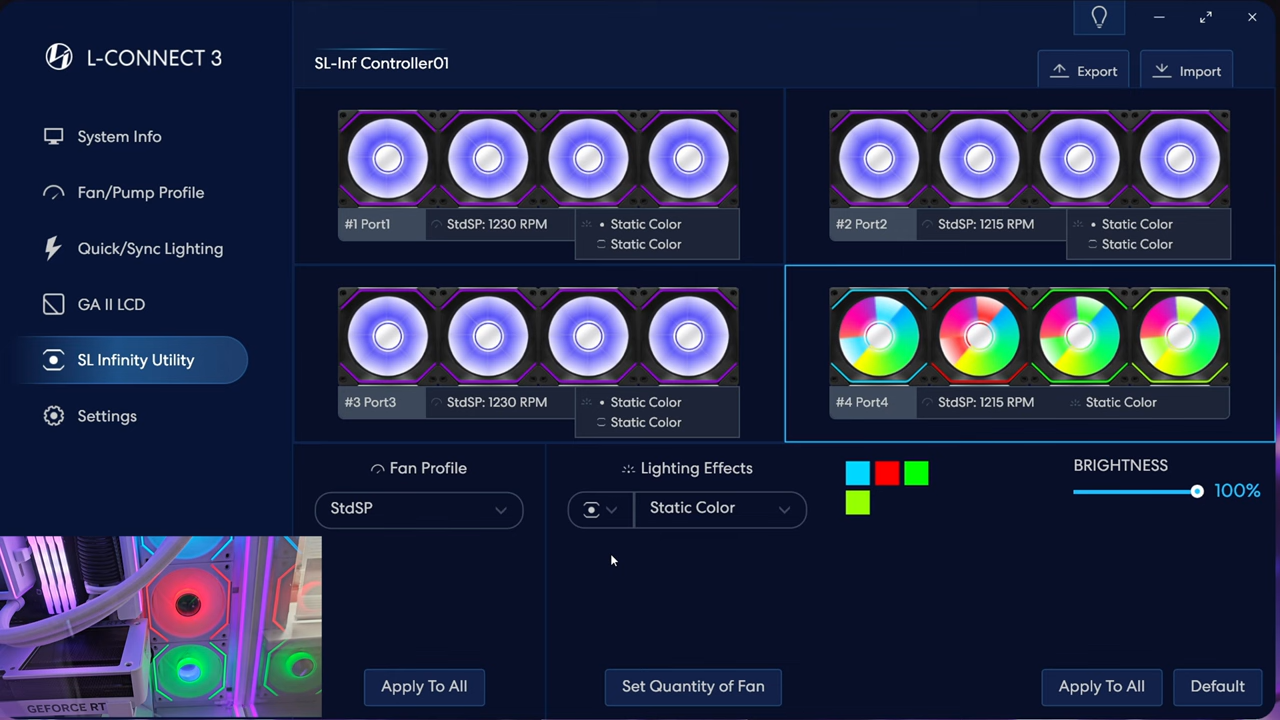 L-CONNECT 3
System Info
Fan/Pump Profile
Quick/Sync Lighting
GA II LCD
SL Infinity Utility
Settings
SL-Inf Controller01
Export
Import
#1 Port1
StdSP: 1230 RPM
Static Color
Static Color
#2 Port2
StdSP: 1215 RPM
Static Color
Static Color
#3 Port3
StdSP: 1230 RPM
Static Color
Static Color
#4 Port4
StdSP: 1215 RPM
Static Color
Fan Profile
StdSP
Apply To All
Lighting Effects
Static Color
Set Quantity of Fan
BRIGHTNESS
100%
Apply To All
Default
GEFORCE RT